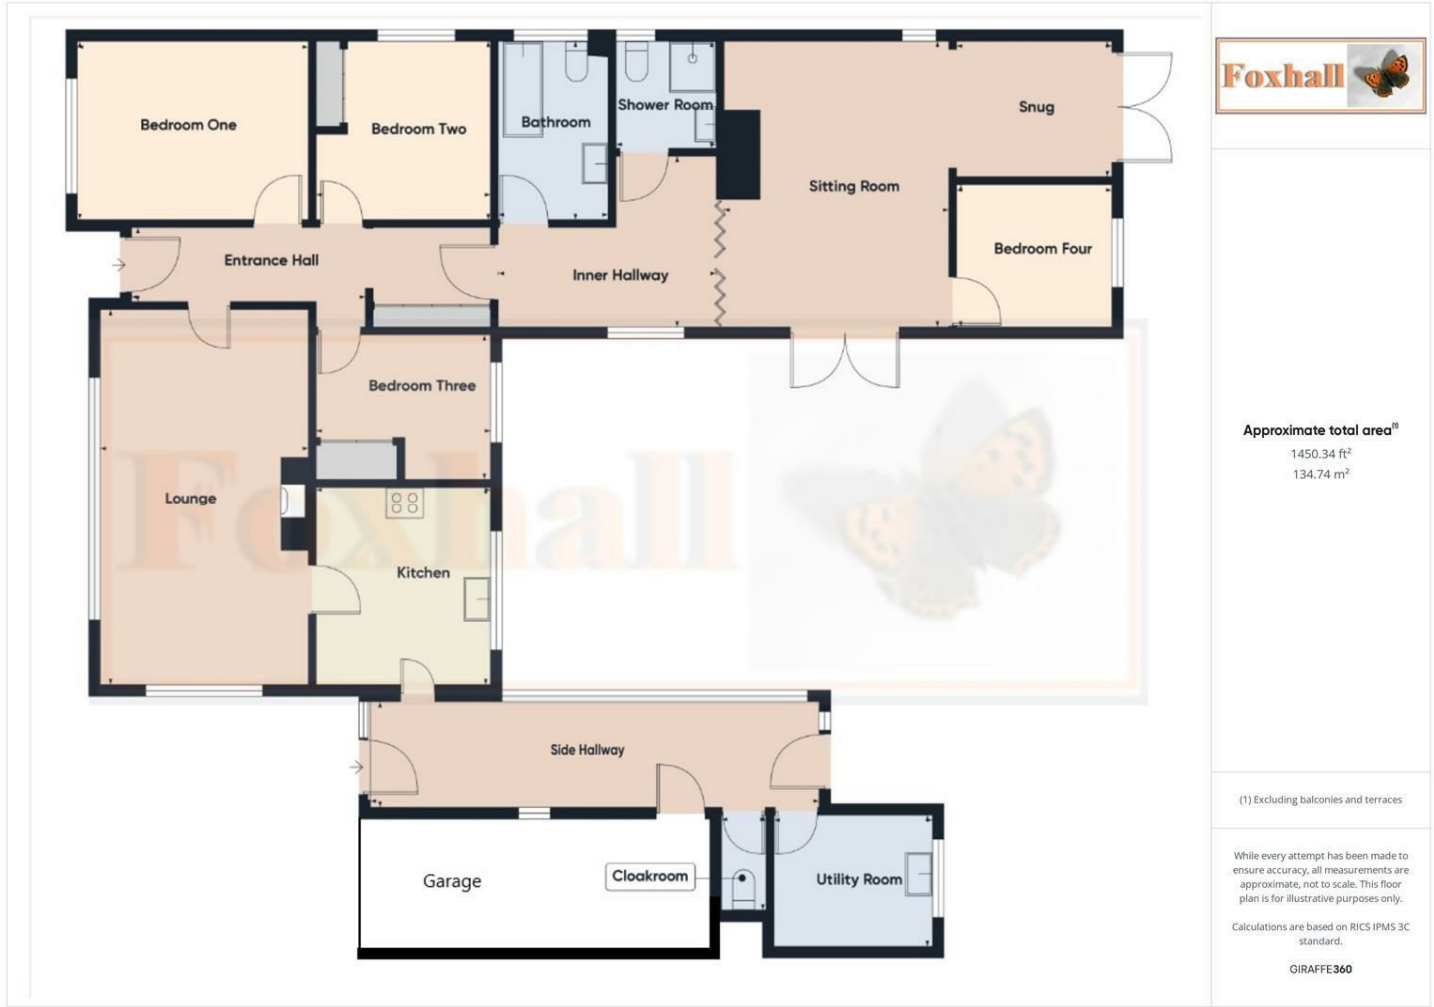 Bedroom One
Bedroom Two
Bathroom
Shower Room
Snug
Sitting Room
Bedroom Four
Entrance Hall
Inner Hallway
Bedroom Three
Lounge
Kitchen
Side Hallway
Garage
Cloakroom
Utility Room
Foxhall
Foxhall
Approximate total area(1)
1450.34 ft²
134.74 m²
(1) Excluding balconies and terraces
While every attempt has been made to
ensure accuracy, all measurements are
approximate, not to scale. This floor
plan is for illustrative purposes only.
Calculations are based on RICS IPMS 3C
standard.
GIRAFFE360